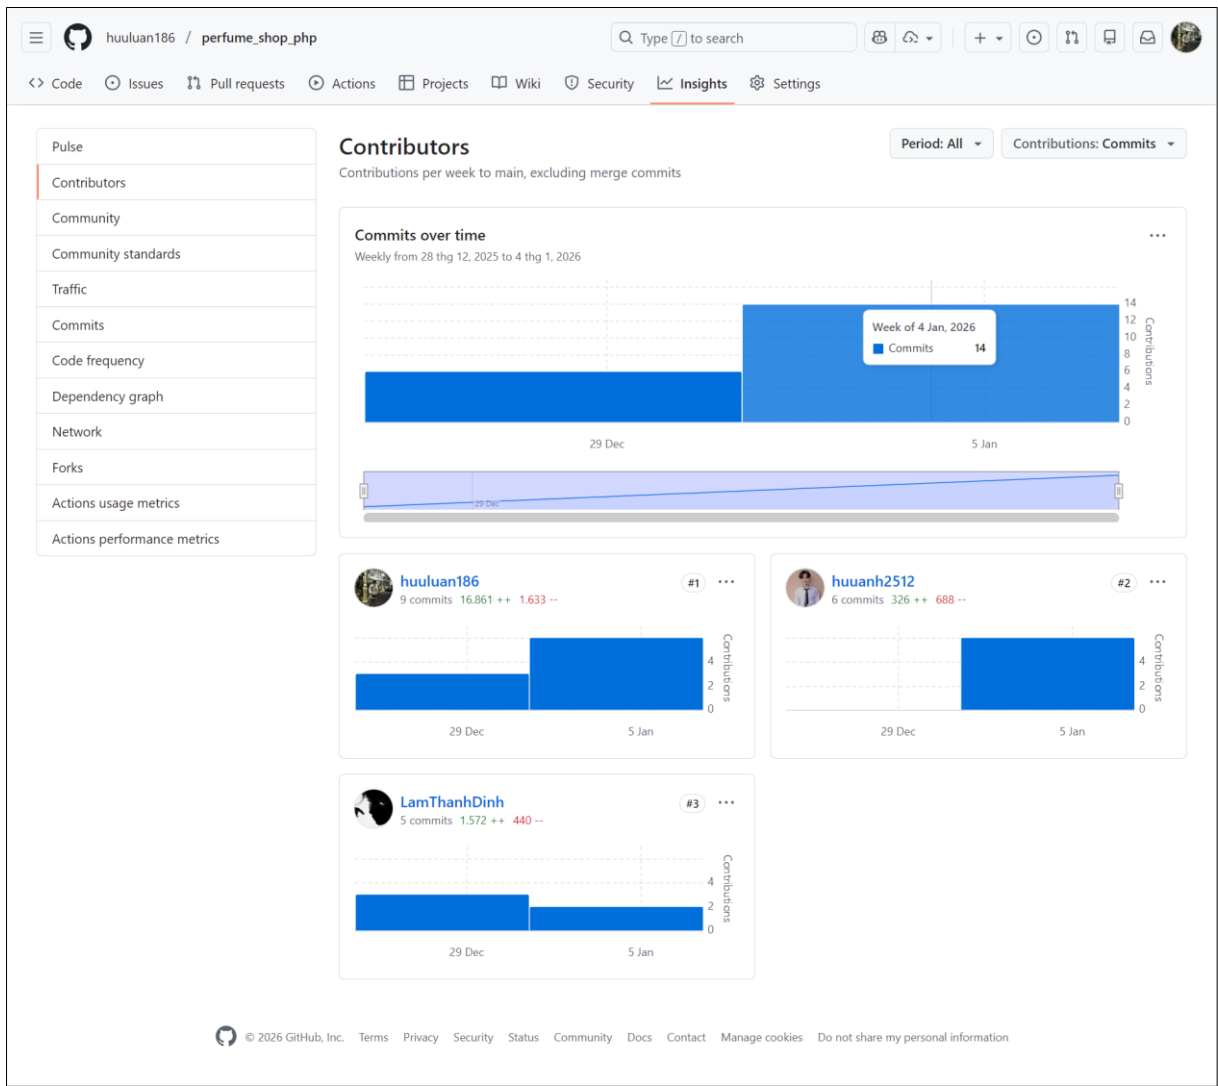 huuluan186 / perfume_shop_php
Type / to search
Code Issues Pull requests Actions Projects Wiki Security Insights Settings
Pulse
Contributors
Community
Community standards
Traffic
Commits
Code frequency
Dependency graph
Network
Forks
Actions usage metrics
Actions performance metrics
Contributors
Period: All
Contributions: Commits
Contributions per week to main, excluding merge commits
Commits over time
Weekly from 28 thg 12, 2025 to 4 thg 1, 2026
14
12
10
8
6
4
2
0
Contributions
Week of 4 Jan, 2026
Commits 14
29 Dec 5 Jan
29 Dec
huuluan186 #1
9 commits 16.861 ++ 1.633 --
4
2
0
Contributions
29 Dec 5 Jan
huuanh2512 #2
6 commits 326 ++ 688 --
4
2
0
Contributions
29 Dec 5 Jan
LamThanhDinh #3
5 commits 1.572 ++ 440 --
4
2
0
Contributions
29 Dec 5 Jan
© 2026 GitHub, Inc. Terms Privacy Security Status Community Docs Contact Manage cookies Do not share my personal information